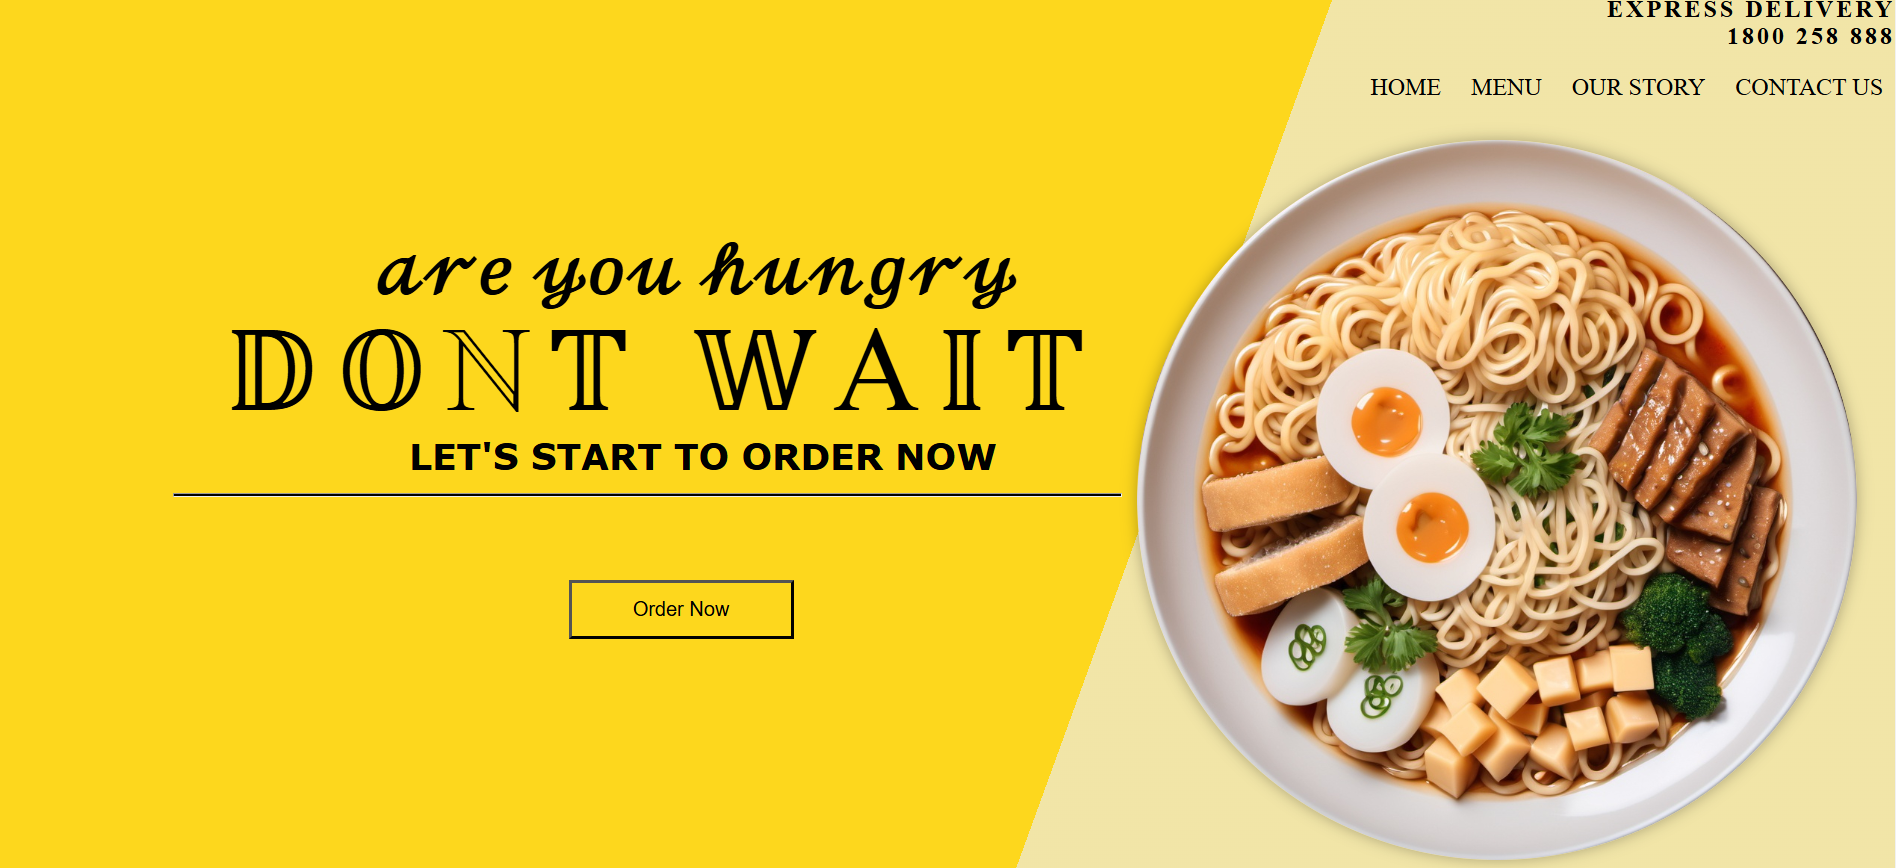 EXPRESS DELIVERY
1800 258 888
HOME MENU OUR STORY CONTACT US
are you hungry
DONT WAIT
LET'S START TO ORDER NOW
Order Now